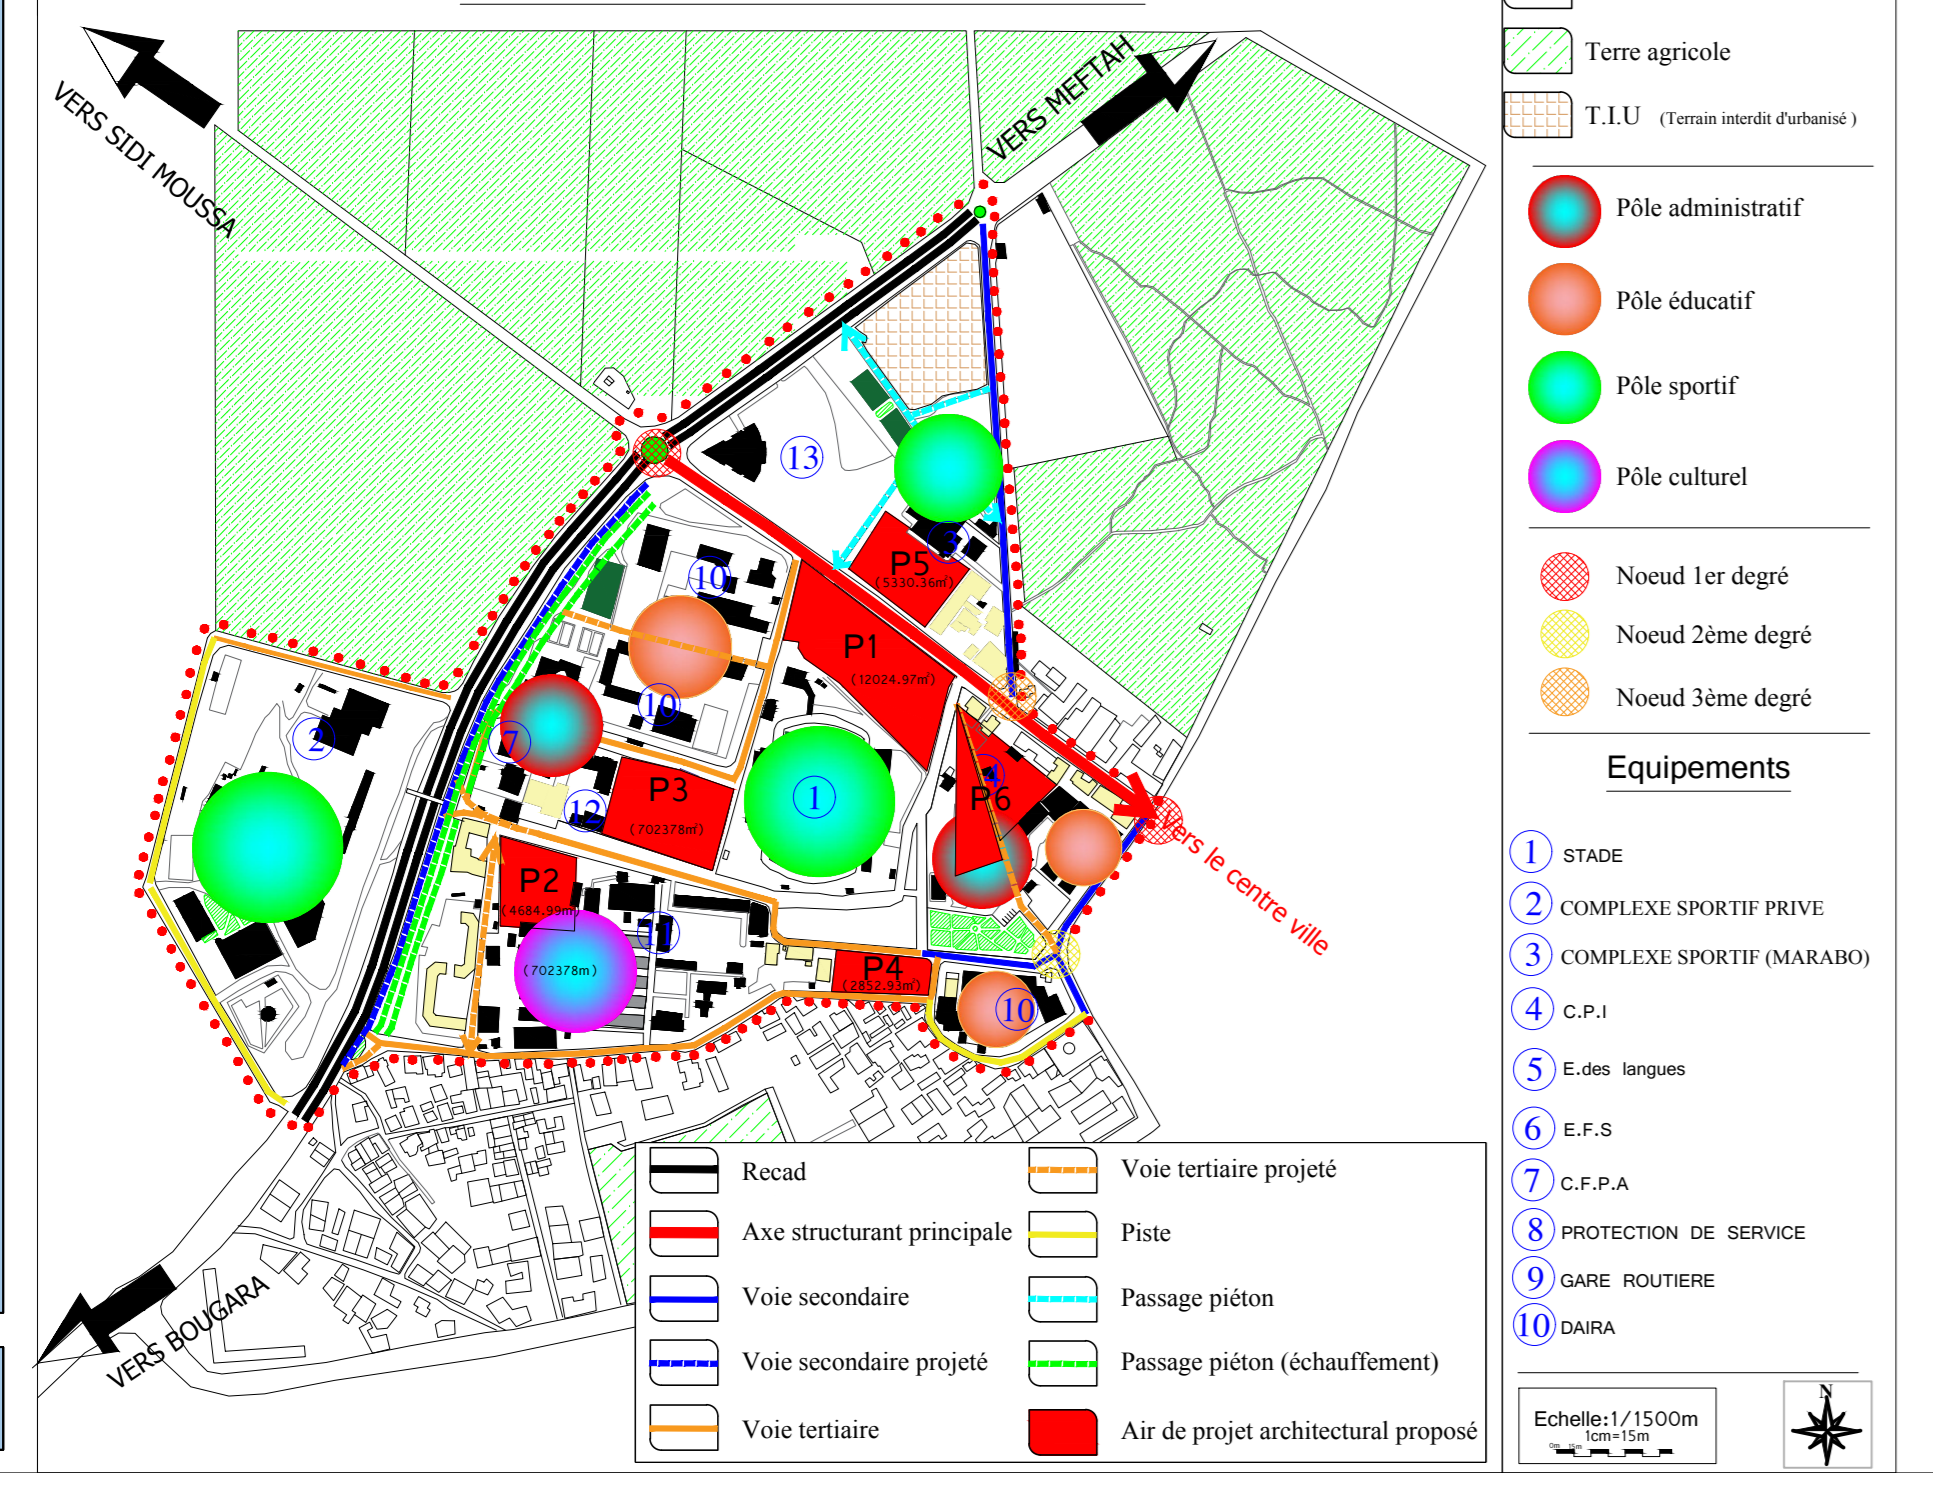 VERS SIDI MOUSSA
VERS MEFTAH
13
3
P5
(5330.36m²)
10
P1
(12024.97m²)
10
2
7
4
P6
P3
(702378m²)
12
1
P2
(4684.99m)
11
(702378m)
P4
(2852.93m²)
10
Vers le centre ville
VERS BOUGARA
Recad
Axe structurant principale
Voie secondaire
Voie secondaire projeté
Voie tertiaire
Voie tertiaire projeté
Piste
Passage piéton
Passage piéton (échauffement)
Air de projet architectural proposé
Terre agricole
T.I.U (Terrain interdit d'urbanisé )
Pôle administratif
Pôle éducatif
Pôle sportif
Pôle culturel
Noeud 1er degré
Noeud 2ème degré
Noeud 3ème degré
Equipements
1 STADE
2 COMPLEXE SPORTIF PRIVE
3 COMPLEXE SPORTIF (MARABO)
4 C.P.I
5 E.des langues
6 E.F.S
7 C.F.P.A
8 PROTECTION DE SERVICE
9 GARE ROUTIERE
10 DAIRA
Echelle:1/1500m
1cm=15m
0m 15m
N